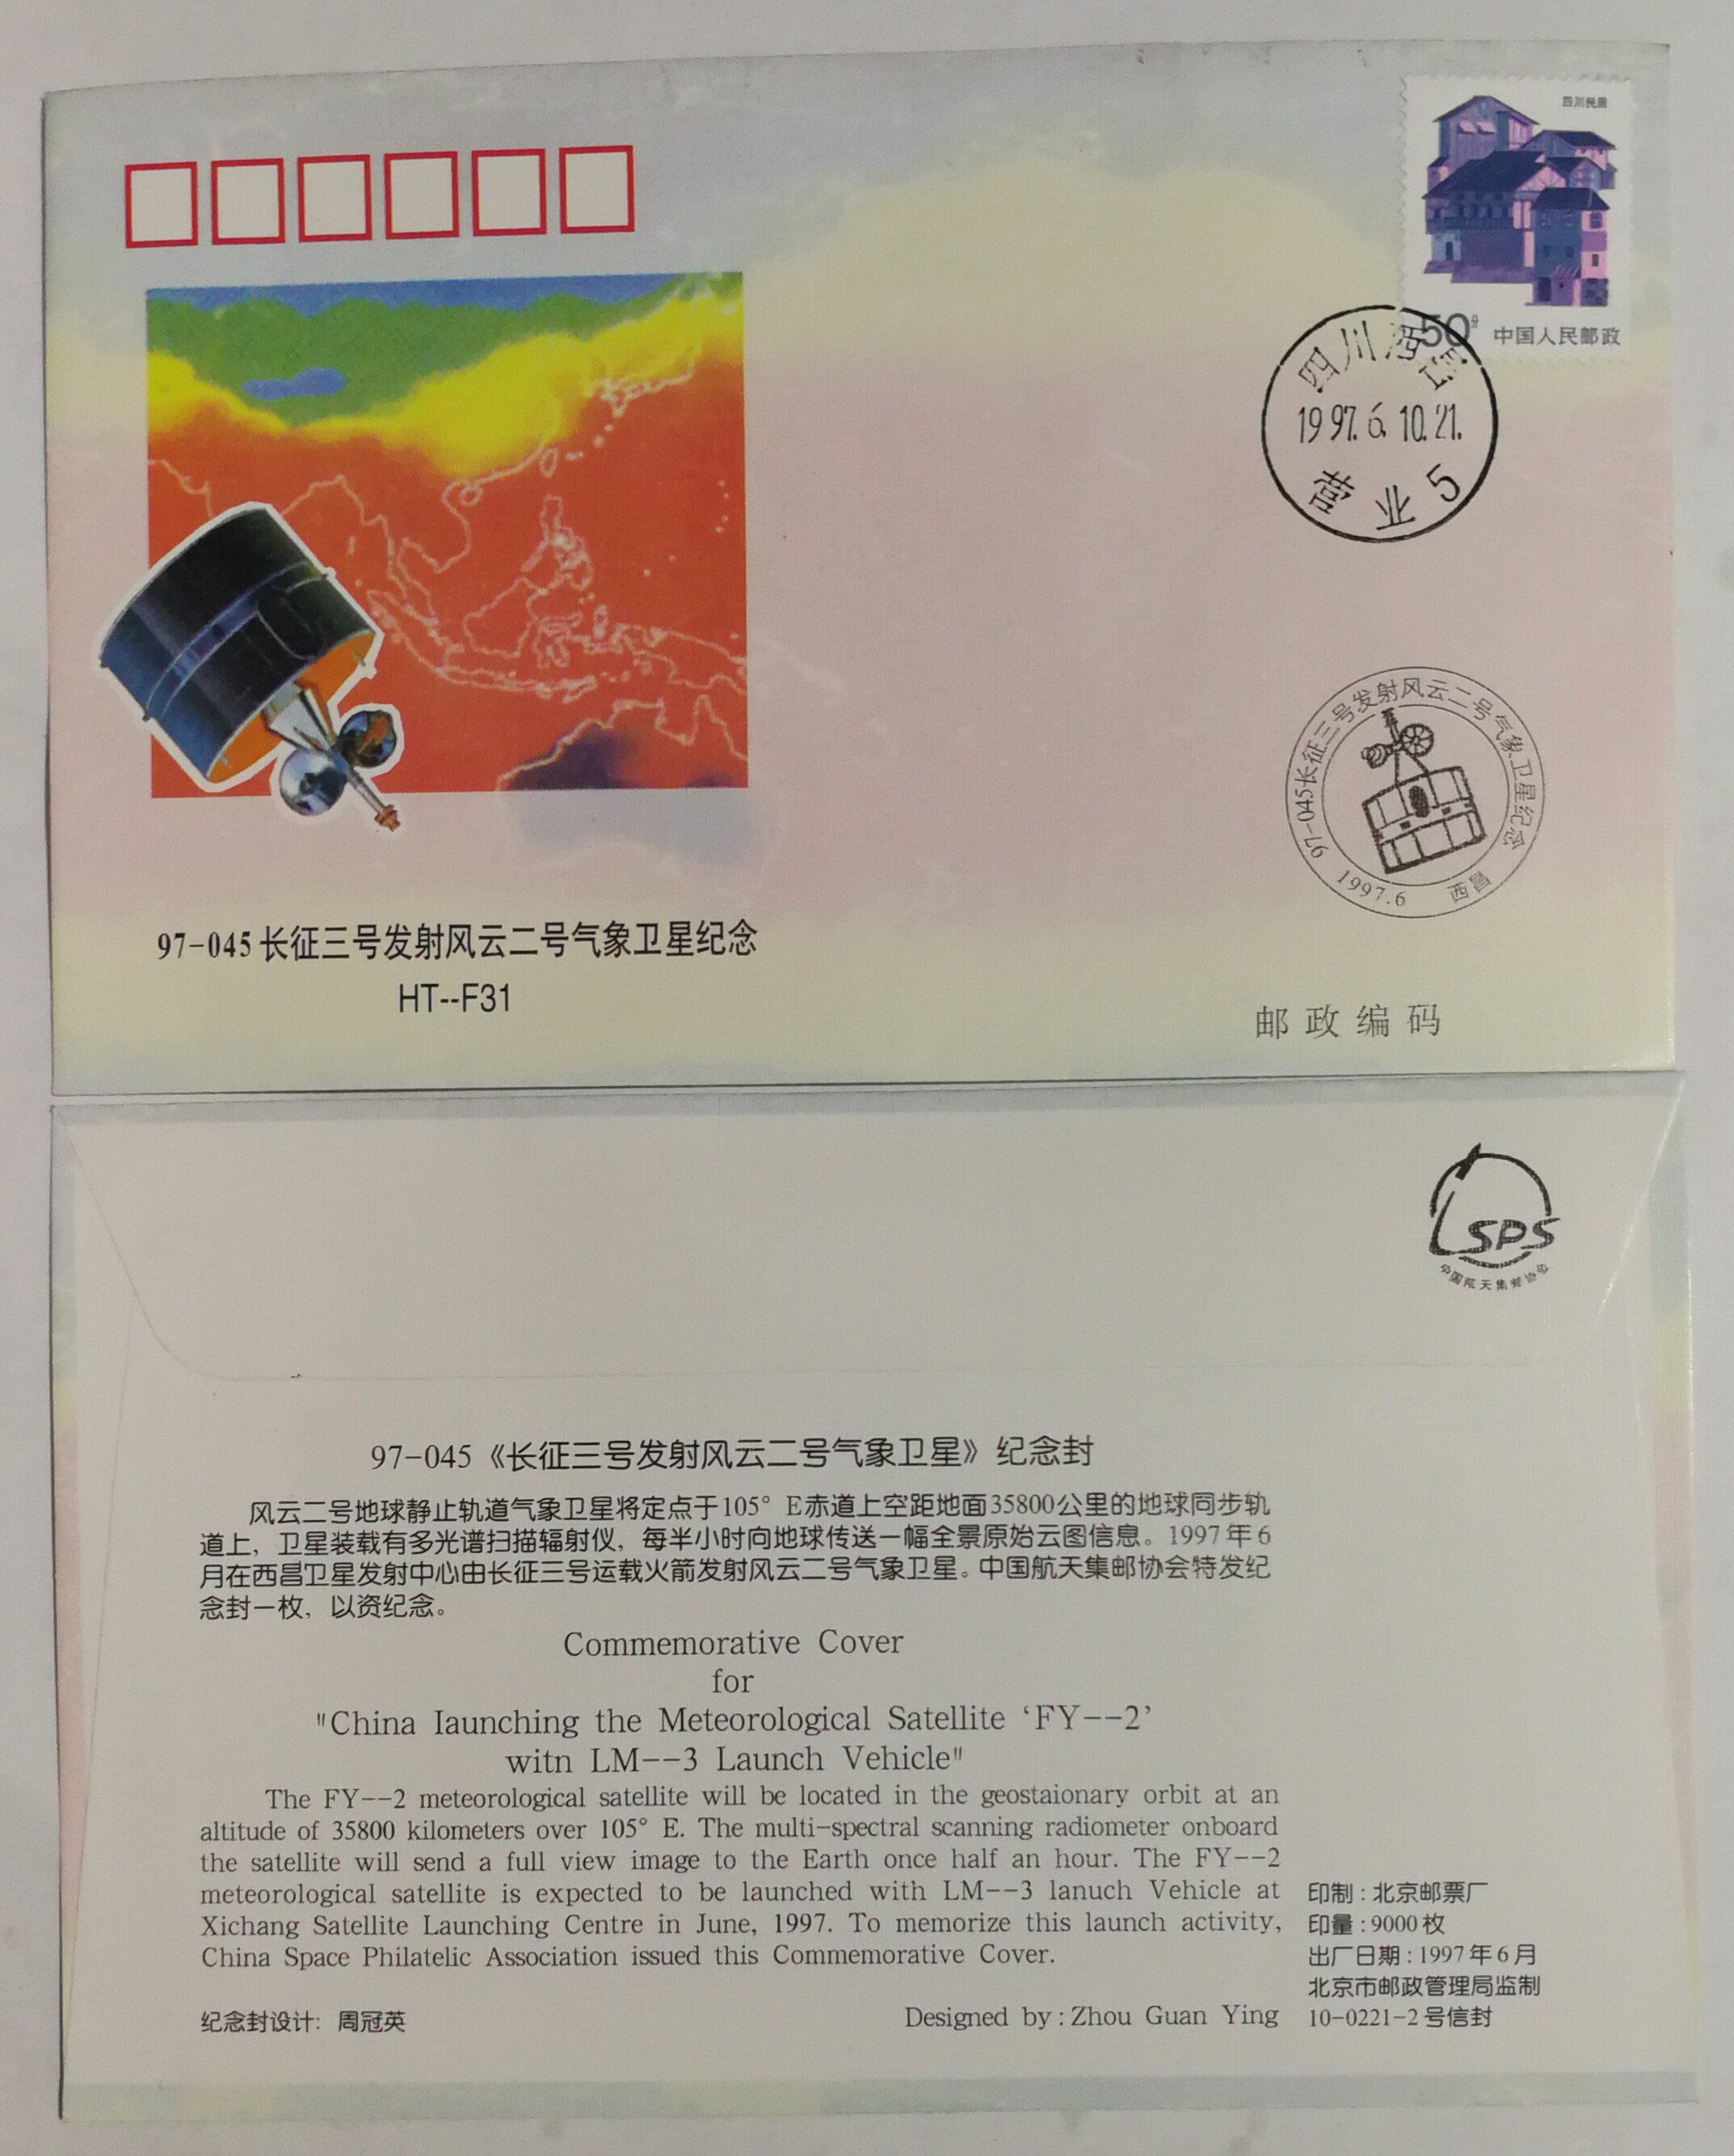 四川民居
50分 中国人民邮政
四川
1997.6.10.21.
5
97-045长征三号发射风云二号气象卫星纪念
1997.6 西昌
97-045长征三号发射风云二号气象卫星纪念
HT--F31
邮政编码
SPS
中国航天集邮协会
97-045《长征三号发射风云二号气象卫星》纪念封
风云二号地球静止轨道气象卫星将定点于105°E赤道上空距地面35800公里的地球同步轨
道上，卫星装载有多光谱扫描辐射仪，每半小时向地球传送一幅全景原始云图信息。1997年6
月在西昌卫星发射中心由长征三号运载火箭发射风云二号气象卫星。中国航天集邮协会特发纪
念封一枚，以资纪念。
Commemorative Cover
for
"China Iaunching the Meteorological Satellite ‘FY--2’
witn LM--3 Launch Vehicle"
The FY--2 meteorological satellite will be located in the geostaionary orbit at an
altitude of 35800 kilometers over 105° E. The multi-spectral scanning radiometer onboard
the satellite will send a full view image to the Earth once half an hour. The FY--2
meteorological satellite is expected to be launched with LM--3 lanuch Vehicle at
Xichang Satellite Launching Centre in June, 1997. To memorize this launch activity,
China Space Philatelic Association issued this Commemorative Cover.
纪念封设计：周冠英
Designed by : Zhou Guan Ying
印制：北京邮票厂
印量：9000枚
出厂日期：1997年6月
北京市邮政管理局监制
10-0221-2号信封